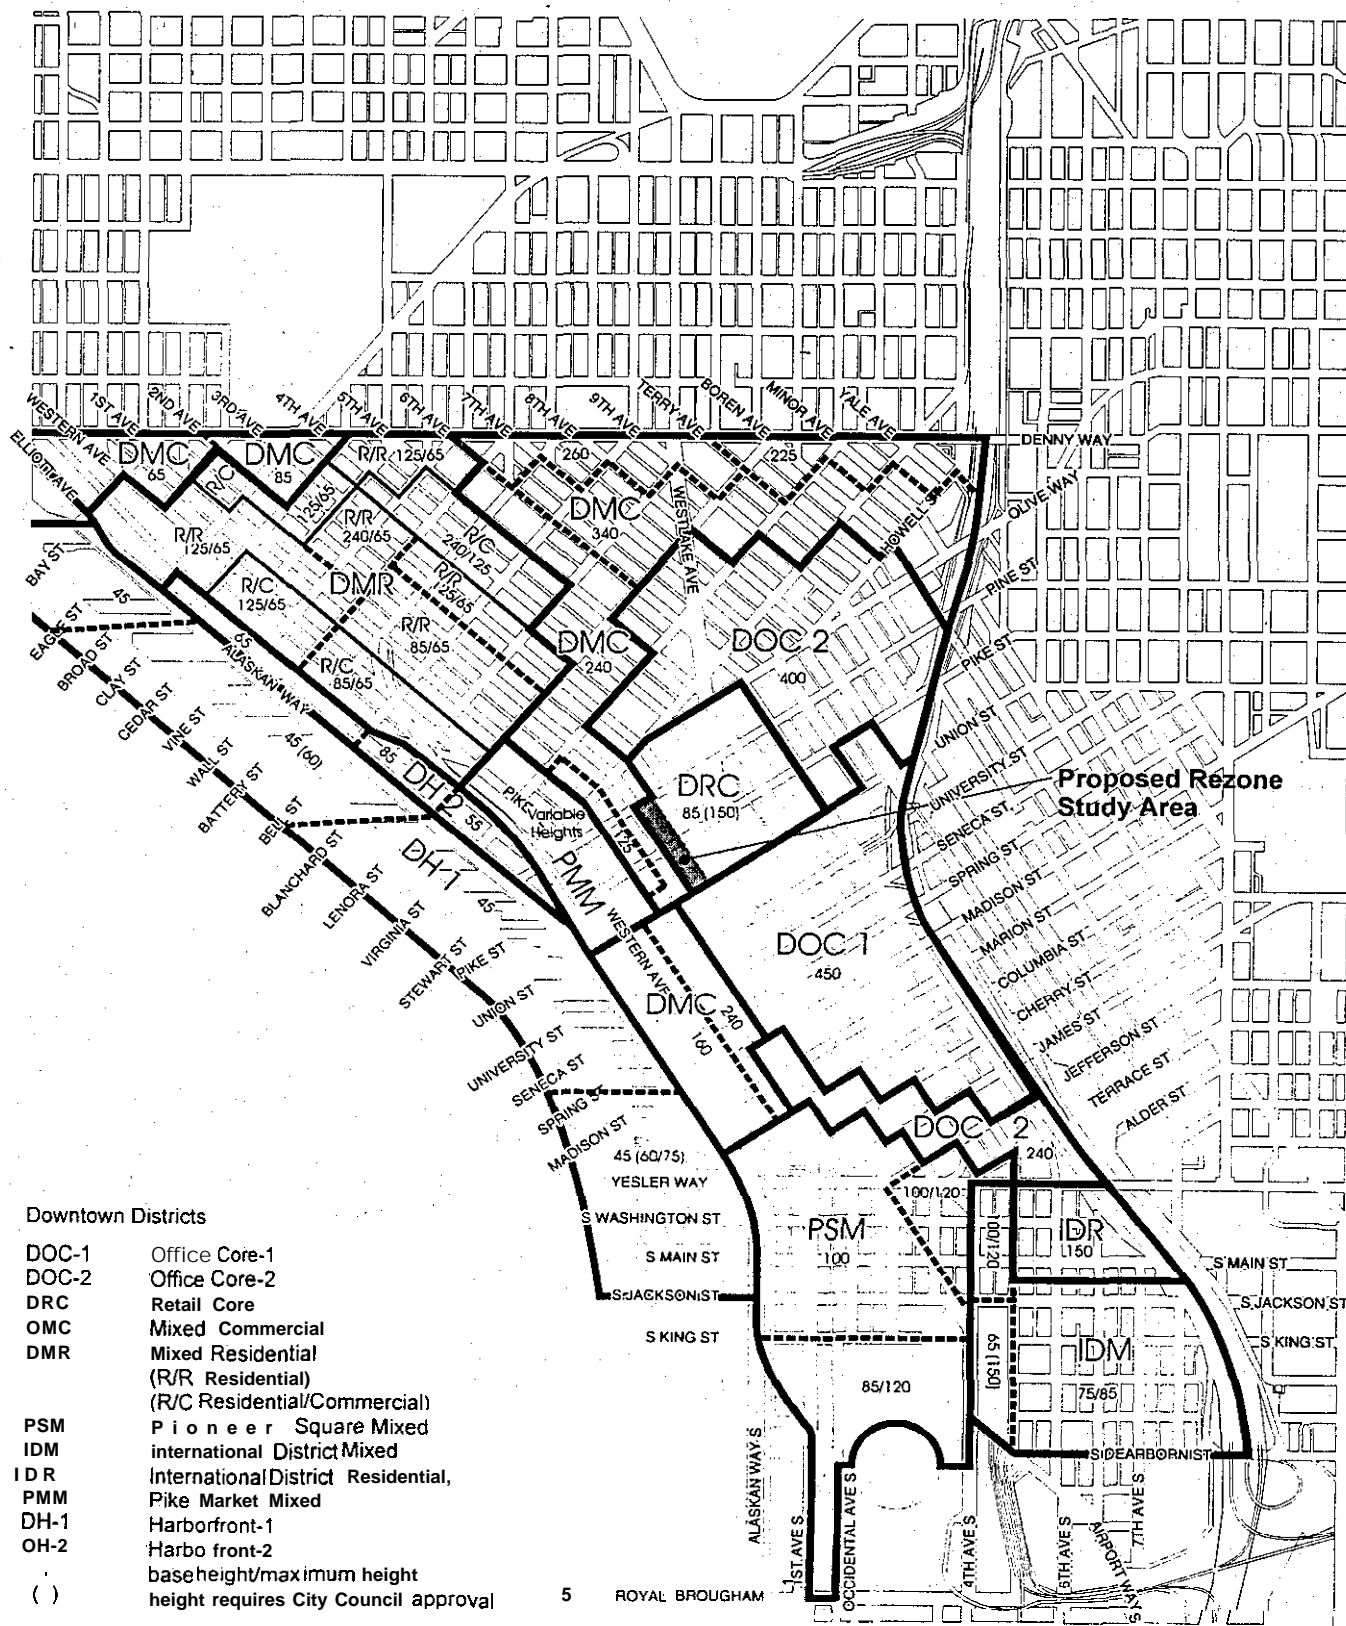 WESTERN AVE
1ST AVE
2ND AVE
3RD AVE
4TH AVE
5TH AVE
6TH AVE
7TH AVE
8TH AVE
9TH AVE
TERRY AVE
BOREN AVE
MINOR AVE
YALE AVE
DENNY WAY
ELLIOTT AVE
DMC
65
DMC
85
R/C
R/R 125/65
260
225
125/65
R/R
240/65
R/C
240/125
DMC
340
WESTLAKE AVE
HOWELL ST
OLIVE WAY
R/R
125/65
BAY ST
45
R/C
125/65
DMR
R/R
125/65
R/R
85/65
PINE ST
EAGLE ST
BROAD ST
CLAY ST
CEDAR ST
VINE ST
WALL ST
BATTERY ST
BELL ST
BLANCHARD ST
LENORA ST
VIRGINIA ST
STEWART ST
PIKE ST
UNION ST
UNIVERSITY ST
SENECA ST
SPRING ST
MADISON ST
65
ALASKAN WAY
R/C
85/65
45 (60)
85
DH 2
55
DH-1
45
DMC
240
DOC 2
400
PIKE ST
UNION ST
UNIVERSITY ST
SENECA ST
SPRING ST
MADISON ST
MARION ST
COLUMBIA ST
CHERRY ST
JAMES ST
JEFFERSON ST
TERRACE ST
ALDER ST
DRC
85 (150)
Proposed Rezone
Study Area
PIKE
Variable
Heights
125
PMM
WESTERN AVE
DOC 1
450
DMC
240
160
DOC 2
240
45 (60/75)
YESLER WAY
S WASHINGTON ST
S MAIN ST
S JACKSON ST
S KING ST
100/120
PSM
100
100/120
IDR
150
S MAIN ST
S JACKSON ST
S KING ST
65 (150)
IDM
75/85
85/120
S DEARBORN ST
ALASKAN WAY S
1ST AVE S
OCCIDENTAL AVE S
4TH AVE S
6TH AVE S
AIRPORT WAY S
7TH AVE S
Downtown Districts
DOC-1 Office Core-1
DOC-2 Office Core-2
DRC Retail Core
OMC Mixed Commercial
DMR Mixed Residential
(R/R Residential)
(R/C Residential/Commercial)
PSM Pioneer Square Mixed
IDM international District Mixed
IDR International District Residential,
PMM Pike Market Mixed
DH-1 Harborfront-1
OH-2 Harbo front-2
base height/maximum height
( ) height requires City Council approval
5
ROYAL BROUGHAM